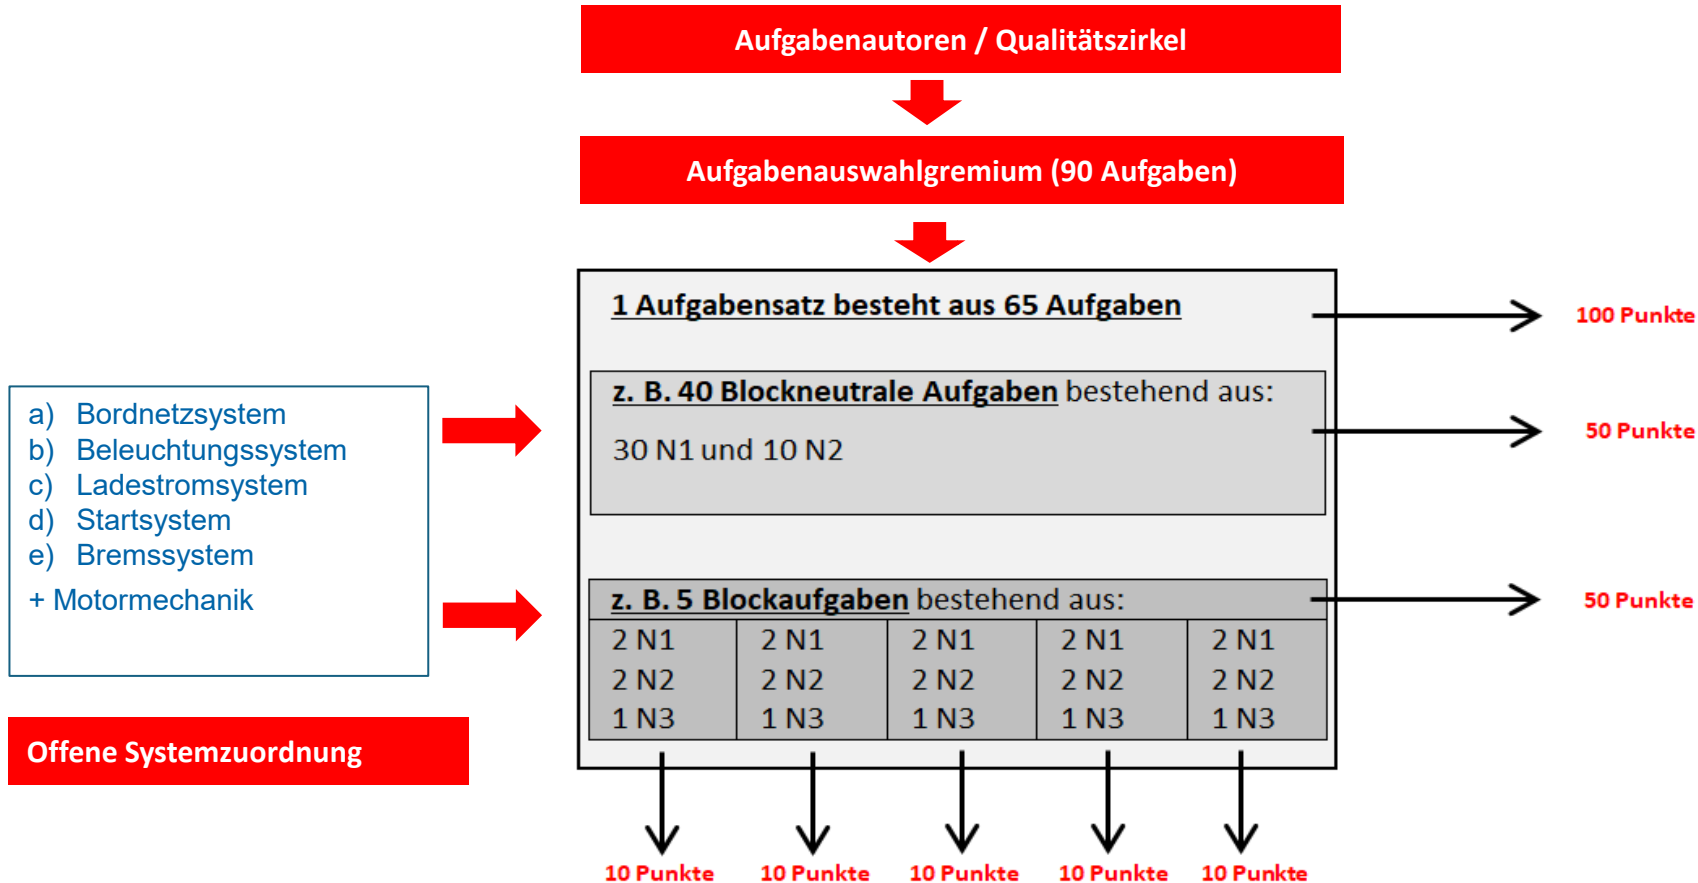 Aufgabenautoren / Qualitätszirkel
Aufgabenauswahlgremium (90 Aufgaben)
1 Aufgabensatz besteht aus 65 Aufgaben
100 Punkte
z. B. 40 Blockneutrale Aufgaben bestehend aus:
30 N1 und 10 N2
50 Punkte
a) Bordnetzsystem
b) Beleuchtungssystem
c) Ladestromsystem
d) Startsystem
e) Bremssystem
+ Motormechanik
z. B. 5 Blockaufgaben bestehend aus:
50 Punkte
2 N1 2 N1 2 N1 2 N1 2 N1
2 N2 2 N2 2 N2 2 N2 2 N2
1 N3 1 N3 1 N3 1 N3 1 N3
Offene Systemzuordnung
10 Punkte 10 Punkte 10 Punkte 10 Punkte 10 Punkte